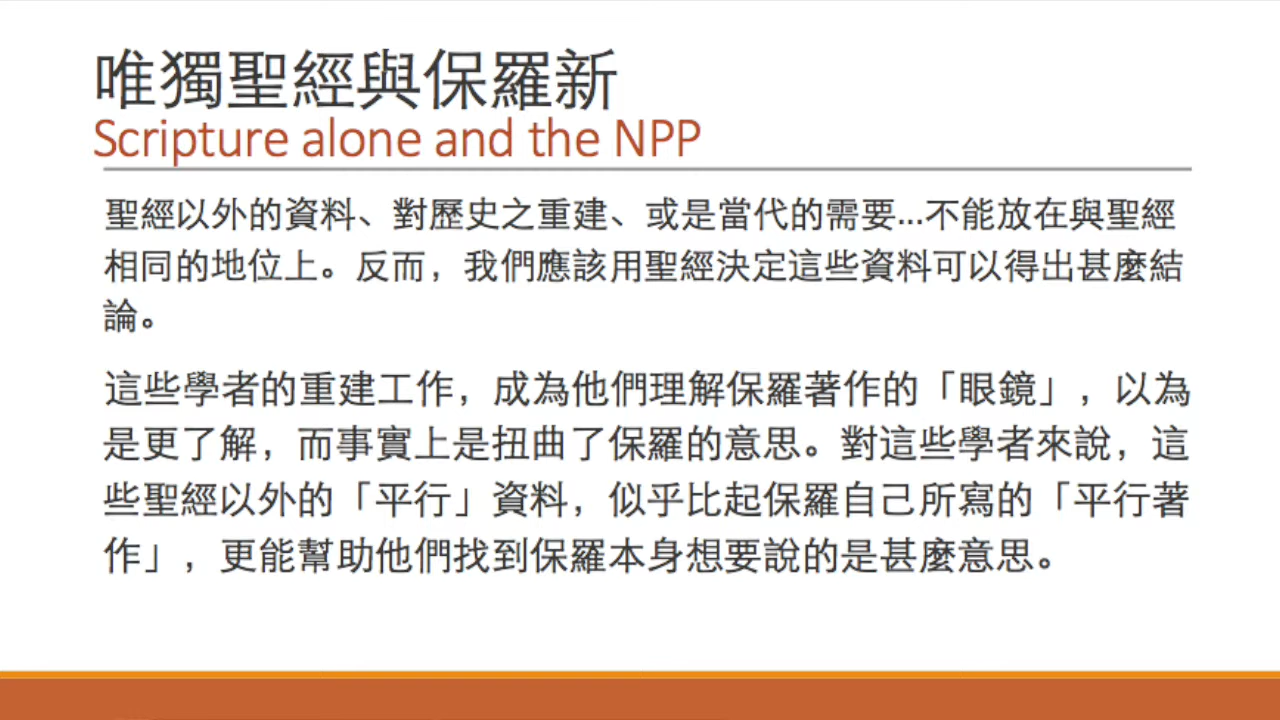 唯獨聖經與保羅新
Scripture alone and the NPP
聖經以外的資料、對歷史之重建、或是當代的需要...不能放在與聖經
相同的地位上。反而，我們應該用聖經決定這些資料可以得出甚麼結
論。
這些學者的重建工作，成為他們理解保羅著作的「眼鏡」，以為
是更了解，而事實上是扭曲了保羅的意思。對這些學者來說，這
些聖經以外的「平行」資料，似乎比起保羅自己所寫的「平行著
作」，更能幫助他們找到保羅本身想要說的是甚麼意思。